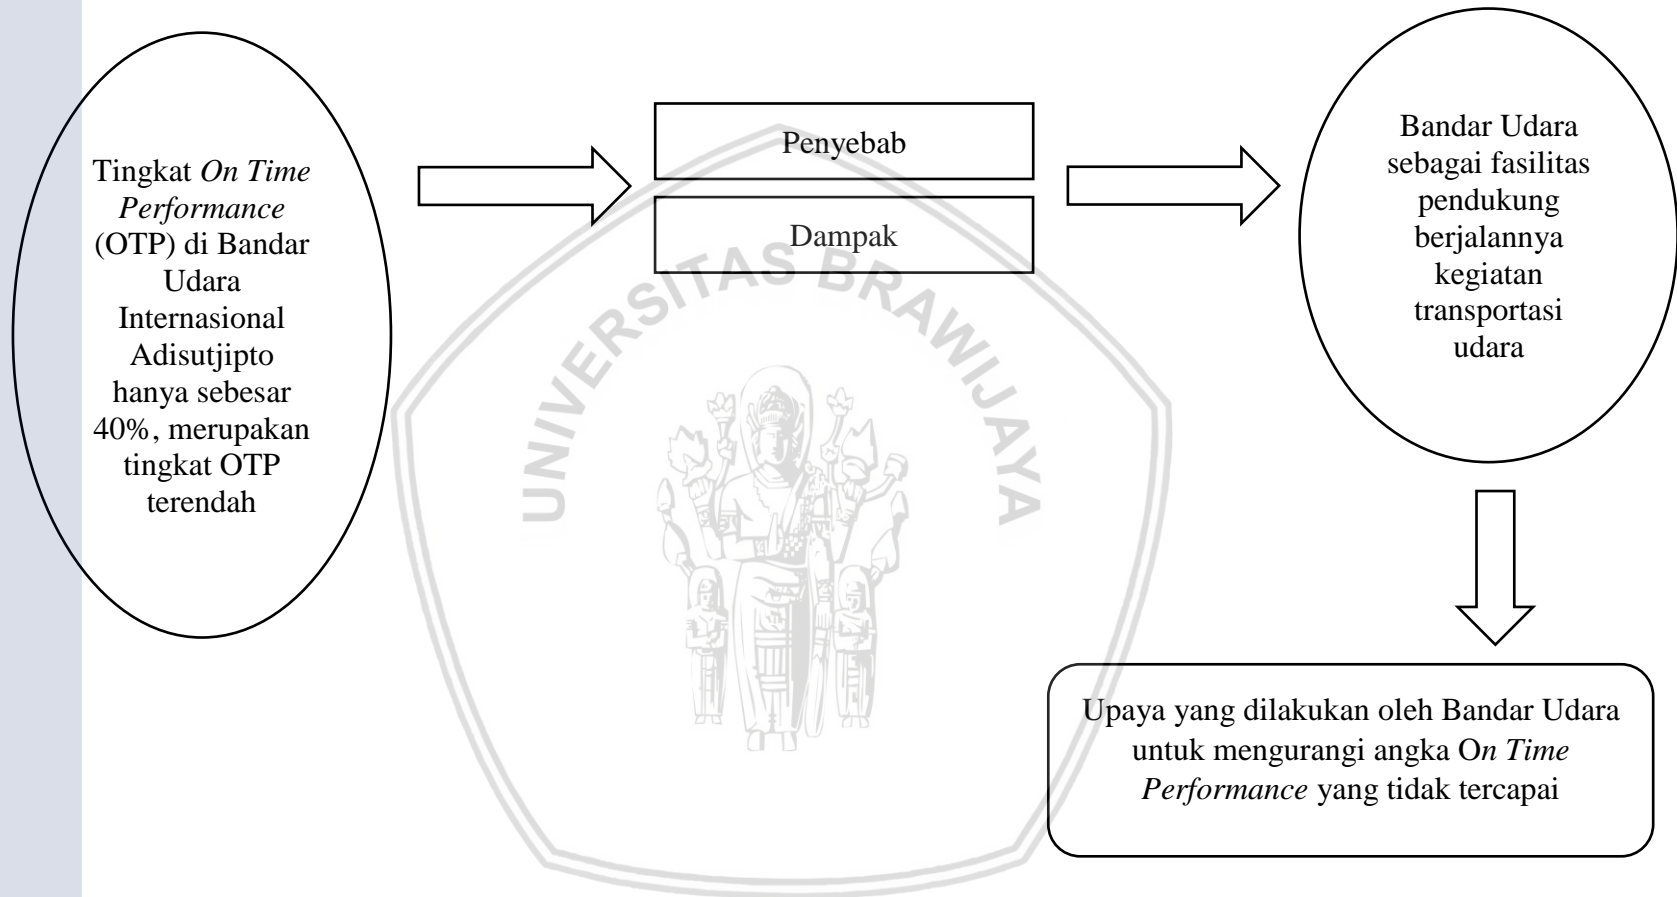 Tingkat On Time
Performance
(OTP) di Bandar
Udara
Internasional
Adisutjipto
hanya sebesar
40%, merupakan
tingkat OTP
terendah
Penyebab
Dampak
Bandar Udara
sebagai fasilitas
pendukung
berjalannya
kegiatan
transportasi
udara
Upaya yang dilakukan oleh Bandar Udara
untuk mengurangi angka On Time
Performance yang tidak tercapai
UNIVERSITAS BRAWIJAYA